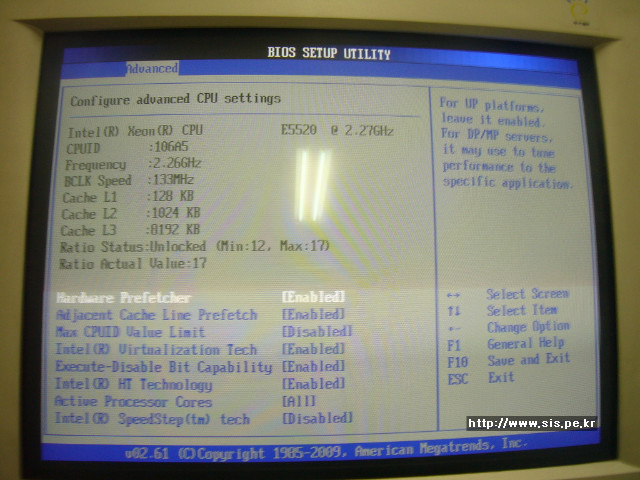 BIOS SETUP UTILITY
Advanced
Configure advanced CPU settings
Intel(R) Xeon(R) CPU E5520 @ 2.27GHz
CPUID :106A5
Frequency :2.26GHz
BCLK Speed :133MHz
Cache L1 :128 KB
Cache L2 :1024 KB
Cache L3 :8192 KB
Ratio Status:Unlocked (Min:12, Max:17)
Ratio Actual Value:17
Hardware Prefetcher [Enabled]
Adjacent Cache Line Prefetch [Enabled]
Max CPUID Value Limit [Disabled]
Intel(R) Virtualization Tech [Enabled]
Execute-Disable Bit Capability [Enabled]
Intel(R) HT Technology [Enabled]
Active Processor Cores [All]
Intel(R) SpeedStep(tm) tech [Disabled]
For UP platforms,
leave it enabled.
For DP/MP servers,
it may use to tune
performance to the
specific application.
↔ Select Screen
↑↓ Select Item
+- Change Option
F1 General Help
F10 Save and Exit
ESC Exit
v02.61 (C)Copyright 1985-2009, American Megatrends, Inc.
http://www.sis.pe.kr